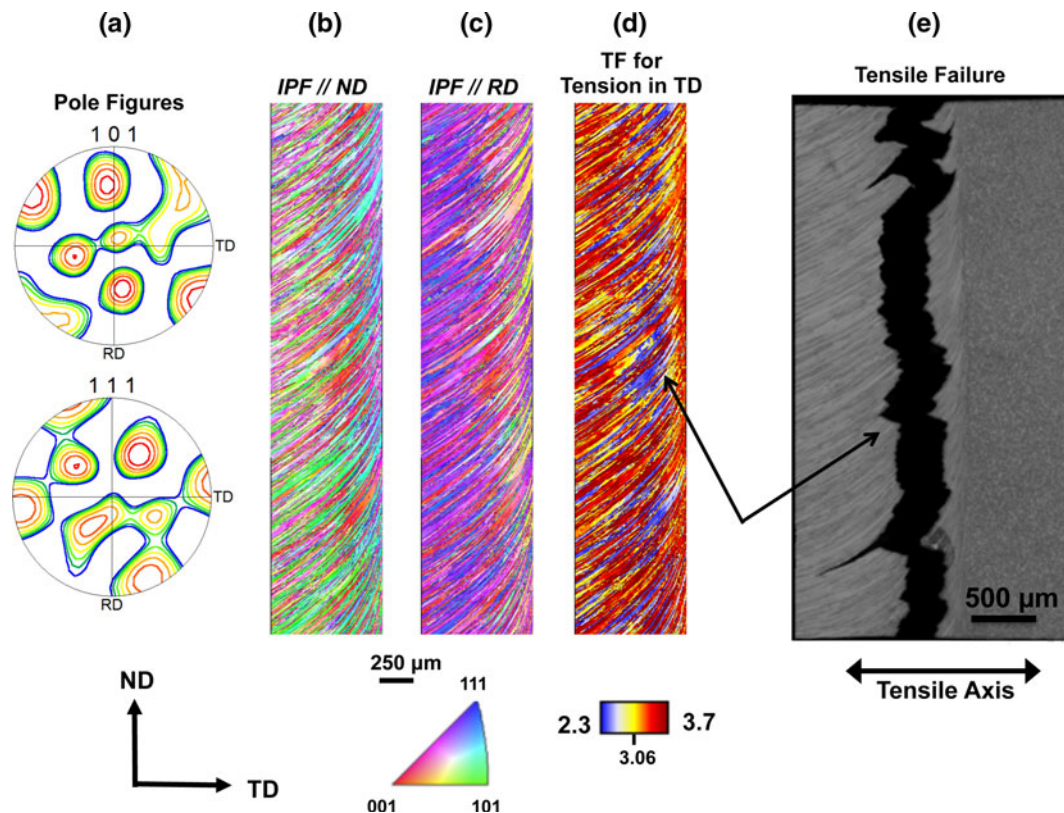 (a)
(b)
(c)
(d)
(e)
Pole Figures
IPF // ND
IPF // RD
TF for
Tension in TD
Tensile Failure
1 0 1
TD
RD
1 1 1
TD
RD
500 µm
Tensile Axis
ND
TD
250 µm
111
001
101
2.3
3.7
3.06